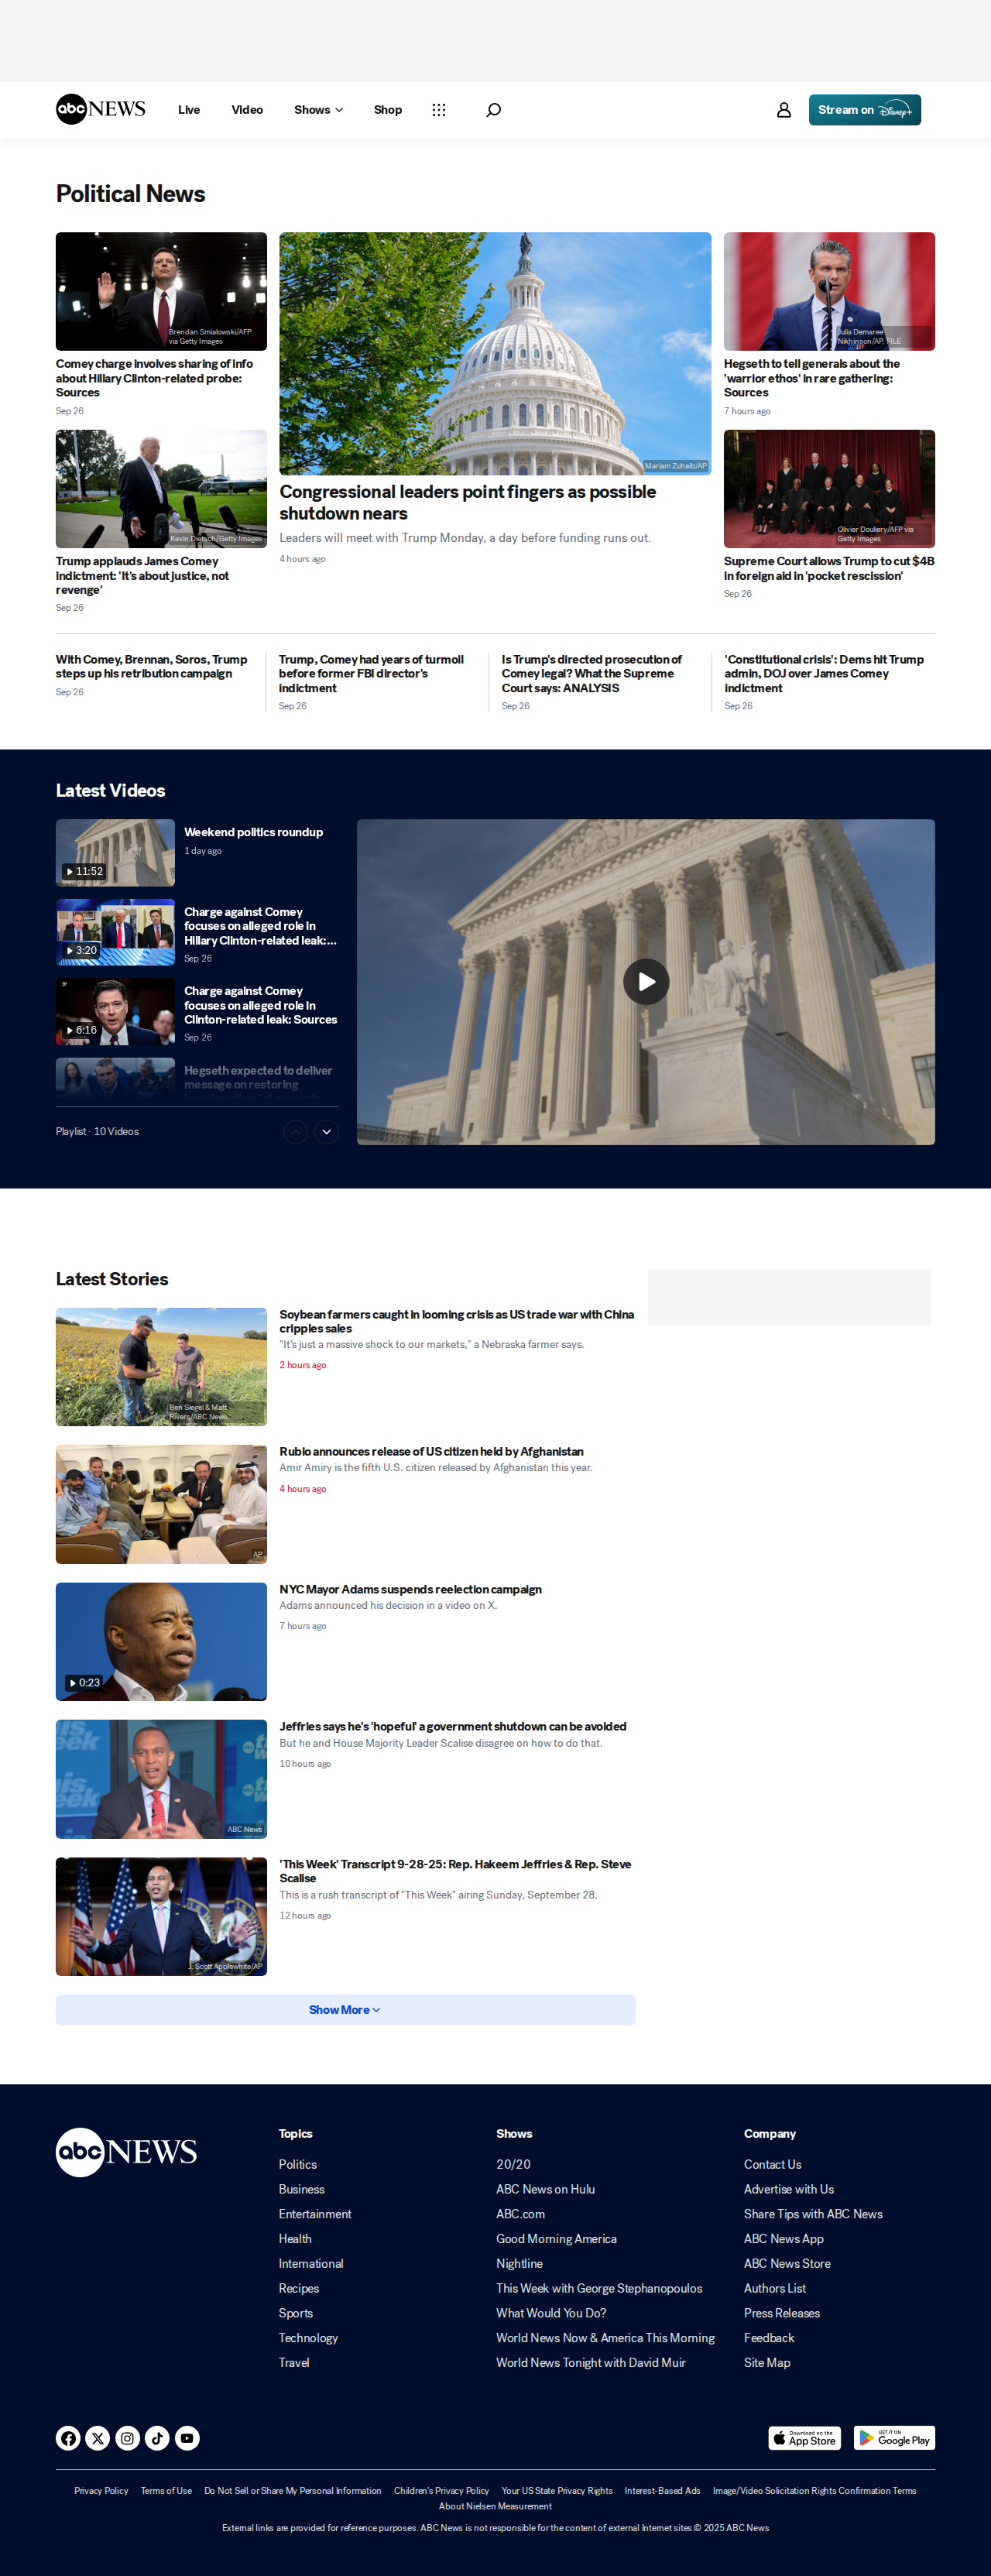 abc NEWS
Live
Video
Shows
Shop
Stream on Disney+
Political News
Brendan Smialowski/AFP
via Getty Images
Comey charge involves sharing of info
about Hillary Clinton-related probe:
Sources
Sep 26
Kevin Dietsch/Getty Images
Trump applauds James Comey
indictment: 'It's about justice, not
revenge'
Sep 26
Mariam Zuhaib/AP
Congressional leaders point fingers as possible
shutdown nears
Leaders will meet with Trump Monday, a day before funding runs out.
4 hours ago
Julia Demaree
Nikhinson/AP, FILE
Hegseth to tell generals about the
'warrior ethos' in rare gathering:
Sources
7 hours ago
Olivier Douliery/AFP via
Getty Images
Supreme Court allows Trump to cut $4B
in foreign aid in 'pocket rescission'
Sep 26
With Comey, Brennan, Soros, Trump
steps up his retribution campaign
Sep 26
Trump, Comey had years of turmoil
before former FBI director's
indictment
Sep 26
Is Trump's directed prosecution of
Comey legal? What the Supreme
Court says: ANALYSIS
Sep 26
'Constitutional crisis': Dems hit Trump
admin, DOJ over James Comey
indictment
Sep 26
Latest Videos
11:52
Weekend politics roundup
1 day ago
3:20
Charge against Comey
focuses on alleged role in
Hillary Clinton-related leak:...
Sep 26
6:16
Charge against Comey
focuses on alleged role in
Clinton-related leak: Sources
Sep 26
Hegseth expected to deliver
message on restoring
Playlist · 10 Videos
Latest Stories
Ben Siegel & Matt
Rivers/ABC News
Soybean farmers caught in looming crisis as US trade war with China
cripples sales
"It's just a massive shock to our markets," a Nebraska farmer says.
2 hours ago
AP
Rubio announces release of US citizen held by Afghanistan
Amir Amiry is the fifth U.S. citizen released by Afghanistan this year.
4 hours ago
0:23
NYC Mayor Adams suspends reelection campaign
Adams announced his decision in a video on X.
7 hours ago
ABC News
Jeffries says he's 'hopeful' a government shutdown can be avoided
But he and House Majority Leader Scalise disagree on how to do that.
10 hours ago
J. Scott Applewhite/AP
'This Week' Transcript 9-28-25: Rep. Hakeem Jeffries & Rep. Steve
Scalise
This is a rush transcript of "This Week" airing Sunday, September 28.
12 hours ago
Show More
abc NEWS
Topics
Politics
Business
Entertainment
Health
International
Recipes
Sports
Technology
Travel
Shows
20/20
ABC News on Hulu
ABC.com
Good Morning America
Nightline
This Week with George Stephanopoulos
What Would You Do?
World News Now & America This Morning
World News Tonight with David Muir
Company
Contact Us
Advertise with Us
Share Tips with ABC News
ABC News App
ABC News Store
Authors List
Press Releases
Feedback
Site Map
Download on the
App Store
GET IT ON
Google Play
Privacy Policy Terms of Use Do Not Sell or Share My Personal Information Children's Privacy Policy Your US State Privacy Rights Interest-Based Ads Image/Video Solicitation Rights Confirmation Terms
About Nielsen Measurement
External links are provided for reference purposes. ABC News is not responsible for the content of external Internet sites.© 2025 ABC News